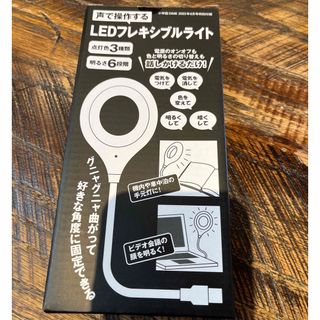 声で操作する
LEDフレキシブルライト
点灯色3種類
明るさ6段階
電源のオンオフも
色と明るさの切り替えも
話しかけるだけ!
電気を
つけて
電気を
消して
色を
変えて
明るく
して
暗くして
グニャグニャ曲がって
好きな角度に固定できる
機内や車中泊の
手元灯に!
ビデオ会議の
顔を明るく!